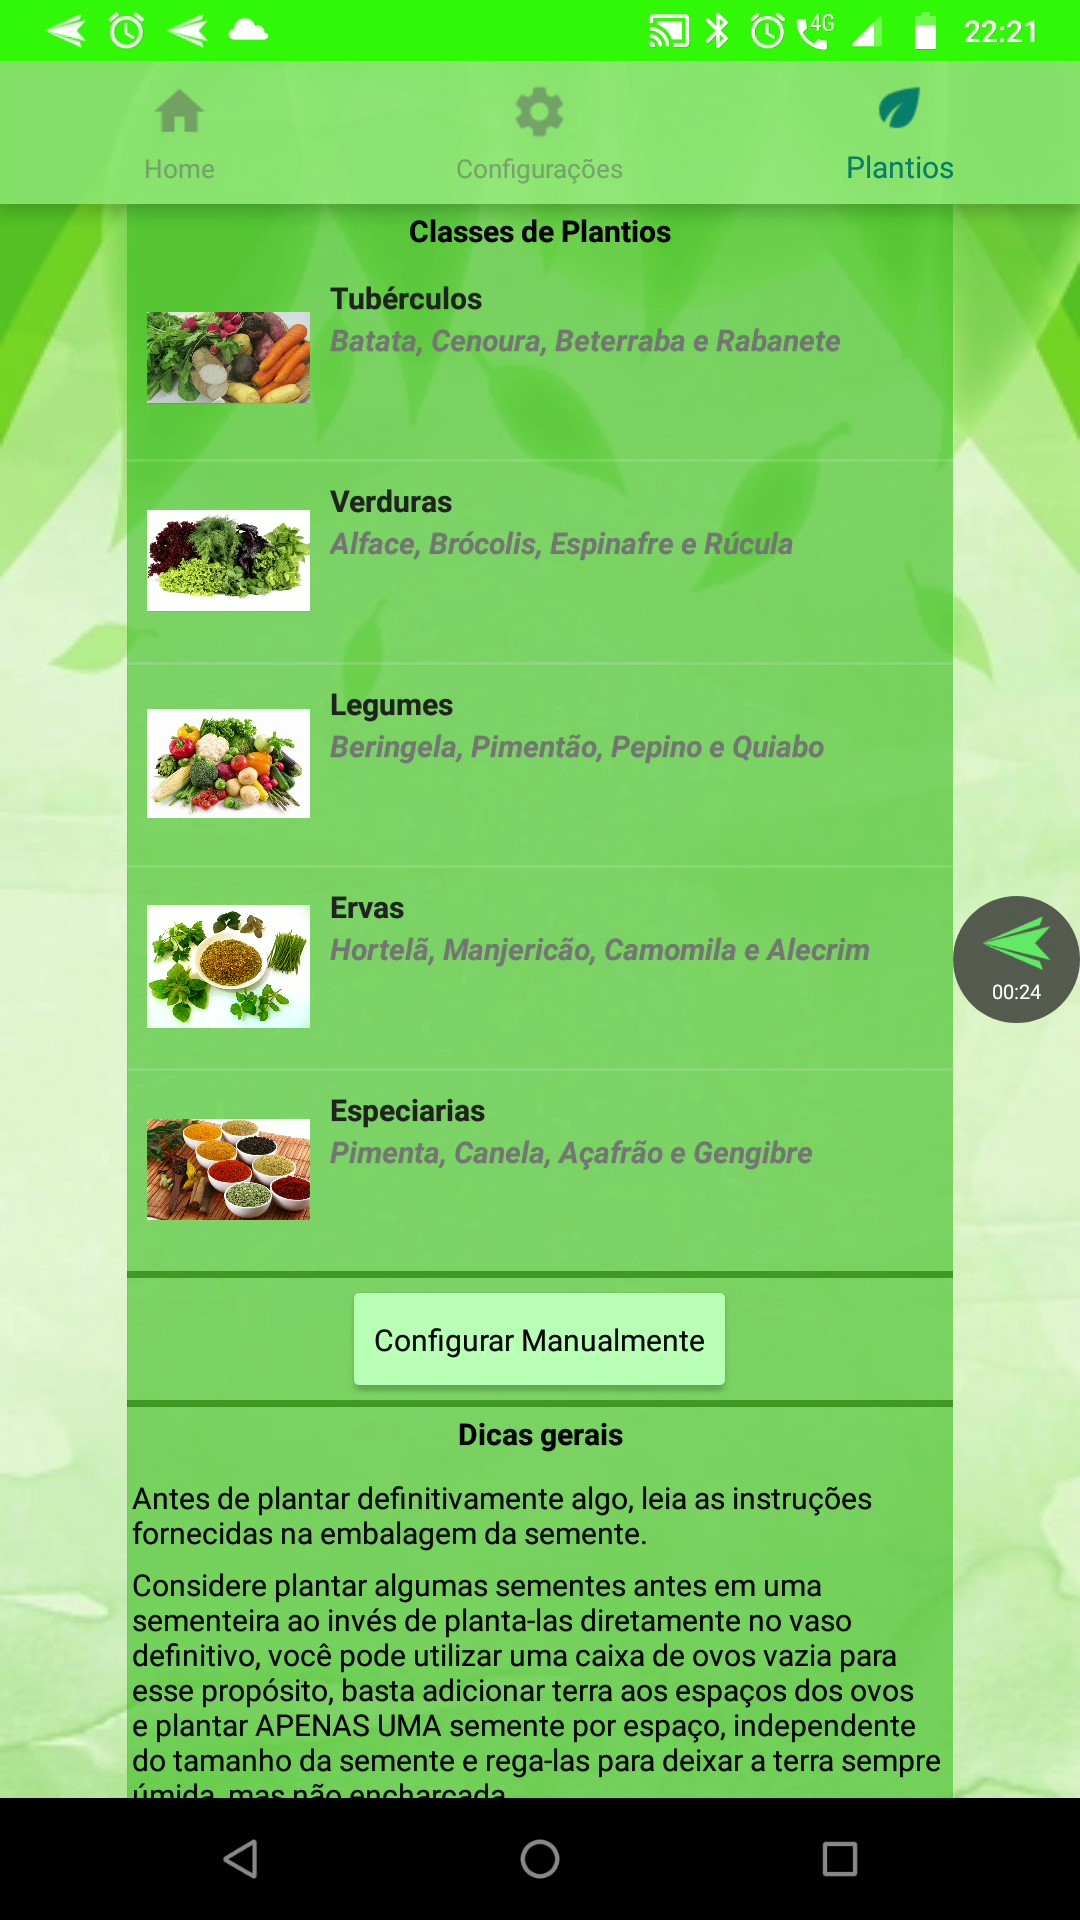 4G
22:21
Home
Configurações
Plantios
Classes de Plantios
Tubérculos
Batata, Cenoura, Beterraba e Rabanete
Verduras
Alface, Brócolis, Espinafre e Rúcula
Legumes
Beringela, Pimentão, Pepino e Quiabo
Ervas
Hortelã, Manjericão, Camomila e Alecrim
00:24
Especiarias
Pimenta, Canela, Açafrão e Gengibre
Configurar Manualmente
Dicas gerais
Antes de plantar definitivamente algo, leia as instruções
fornecidas na embalagem da semente.
Considere plantar algumas sementes antes em uma
sementeira ao invés de planta-las diretamente no vaso
definitivo, você pode utilizar uma caixa de ovos vazia para
esse propósito, basta adicionar terra aos espaços dos ovos
e plantar APENAS UMA semente por espaço, independente
do tamanho da semente e rega-las para deixar a terra sempre
úmida, mas não encharcada